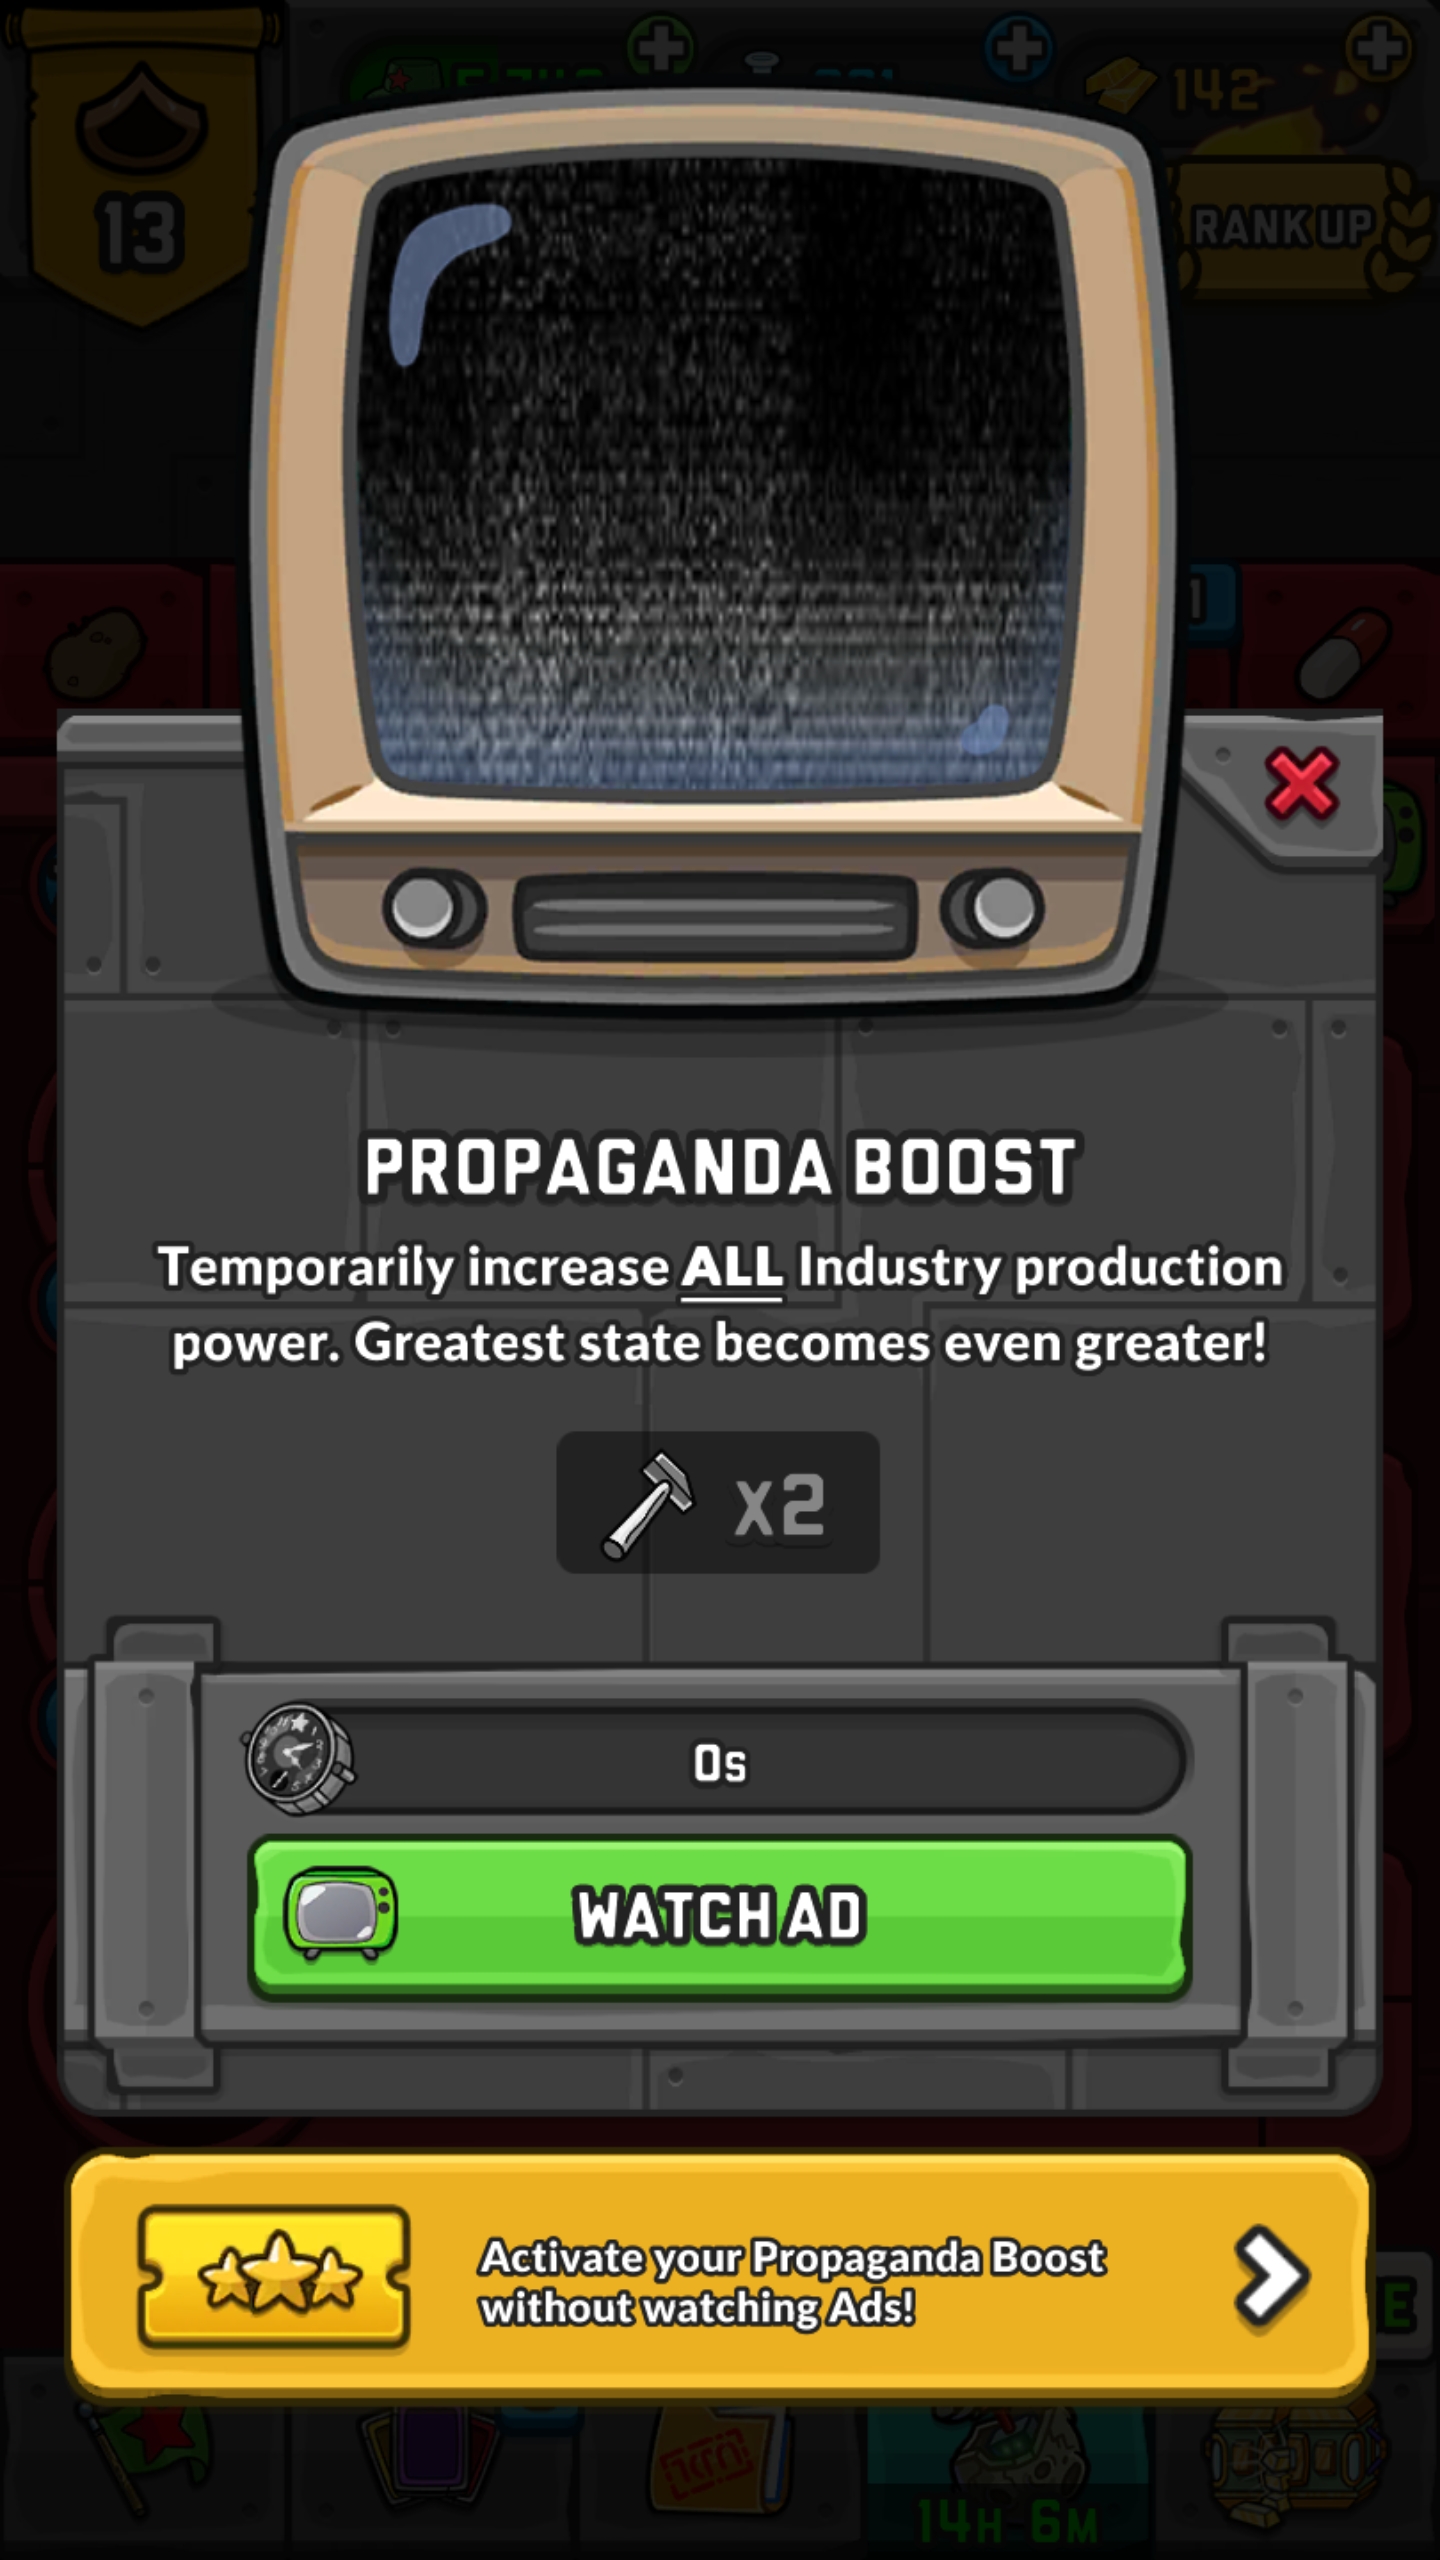 142
13
RANK UP
PROPAGANDA BOOST
Temporarily increase ALL Industry production
power. Greatest state becomes even greater!
x2
0s
WATCH AD
Activate your Propaganda Boost
without watching Ads!
14H 6M